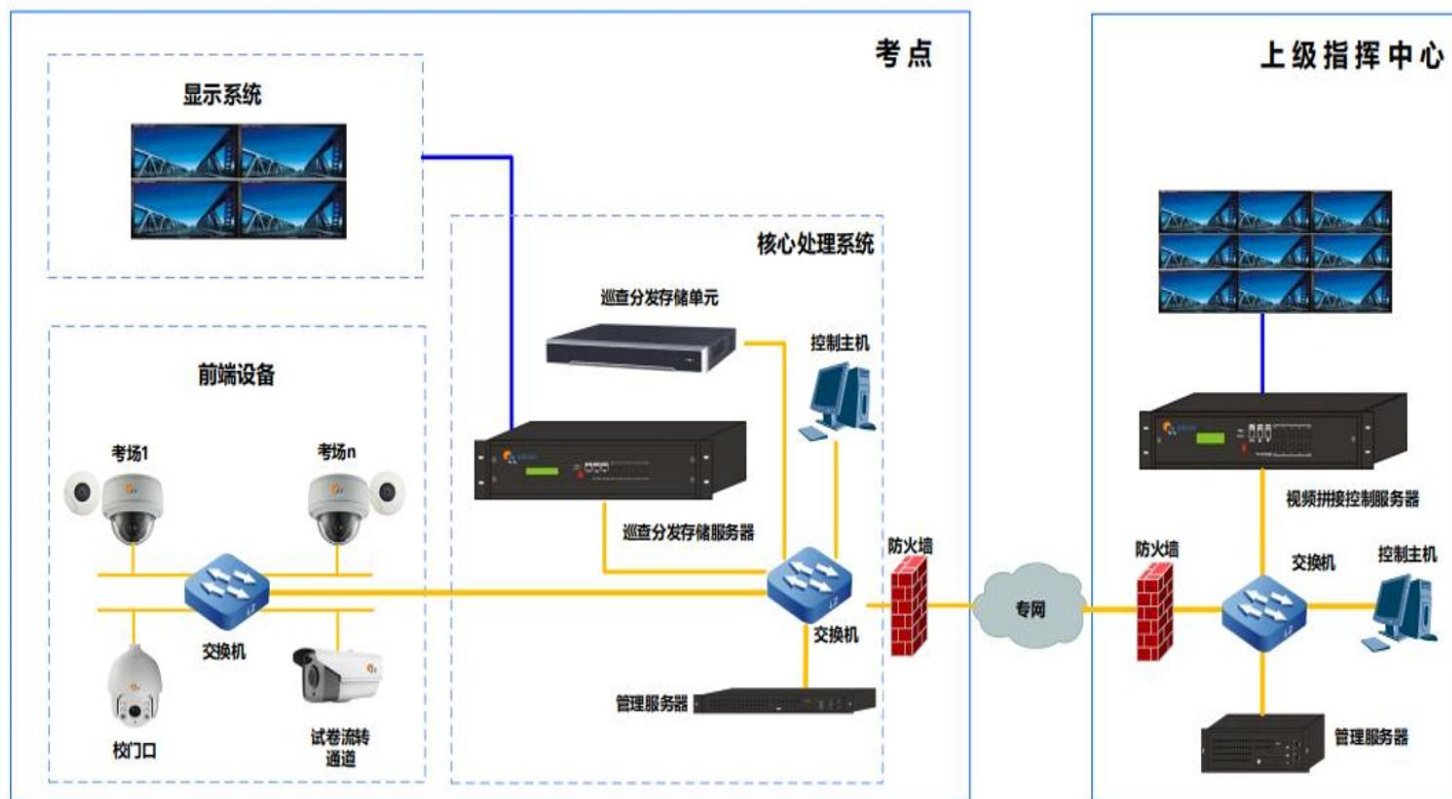 考点
上级指挥中心
显示系统
核心处理系统
巡查分发存储单元
控制主机
前端设备
考场1
考场n
巡查分发存储服务器
视频拼接控制服务器
防火墙
防火墙
交换机
控制主机
专网
L2
L2
交换机
交换机
管理服务器
管理服务器
校门口
试卷流转
通道